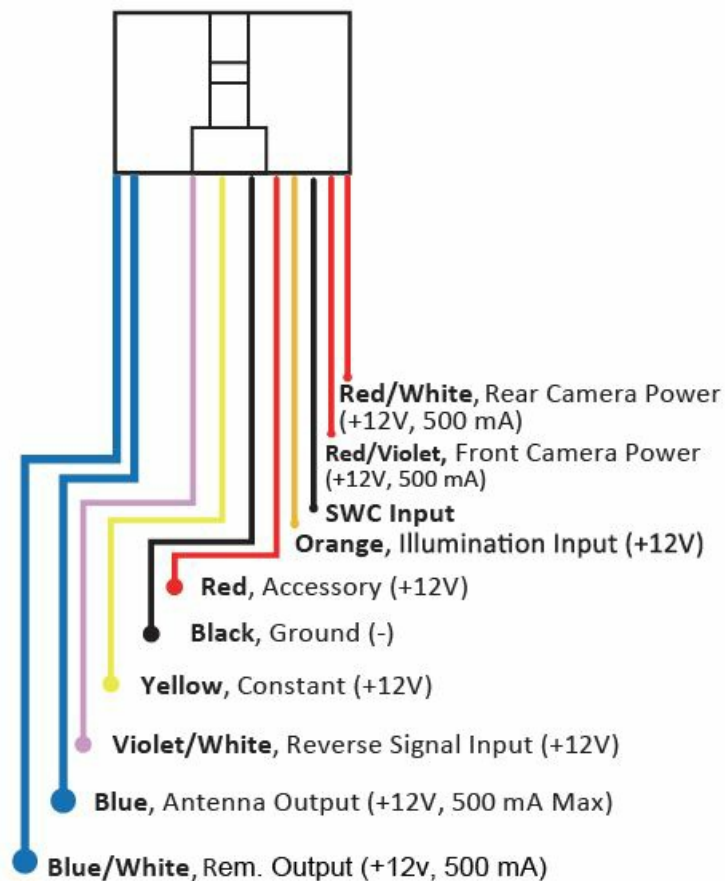 Red/White, Rear Camera Power
(+12V, 500 mA)
Red/Violet, Front Camera Power
(+12V, 500 mA)
SWC Input
Orange, Illumination Input (+12V)
Red, Accessory (+12V)
Black, Ground (-)
Yellow, Constant (+12V)
Violet/White, Reverse Signal Input (+12V)
Blue, Antenna Output (+12V, 500 mA Max)
Blue/White, Rem. Output (+12v, 500 mA)